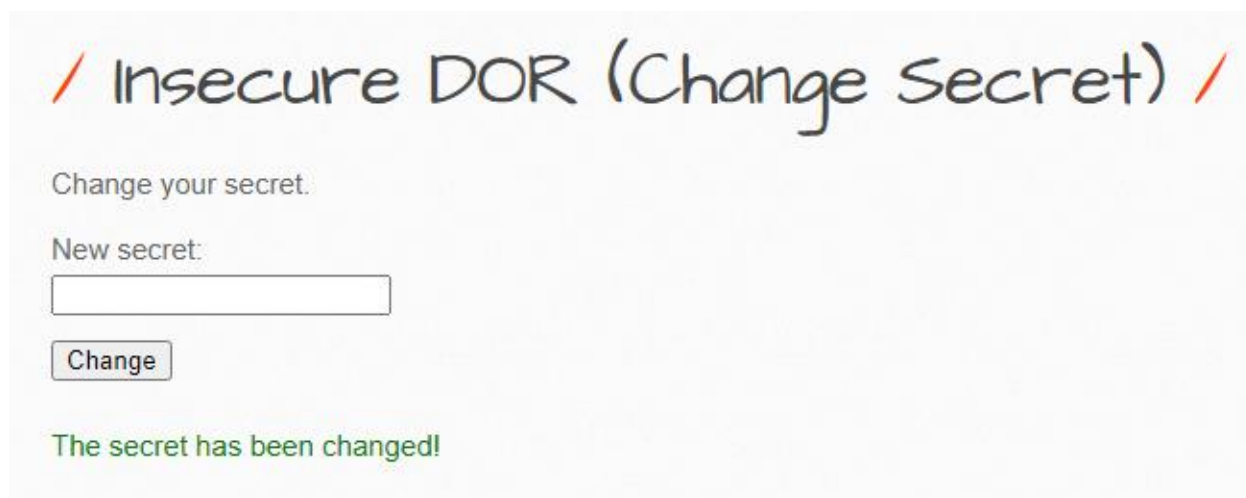 / Insecure DOR (Change Secret) /
Change your secret.
New secret:
Change
The secret has been changed!